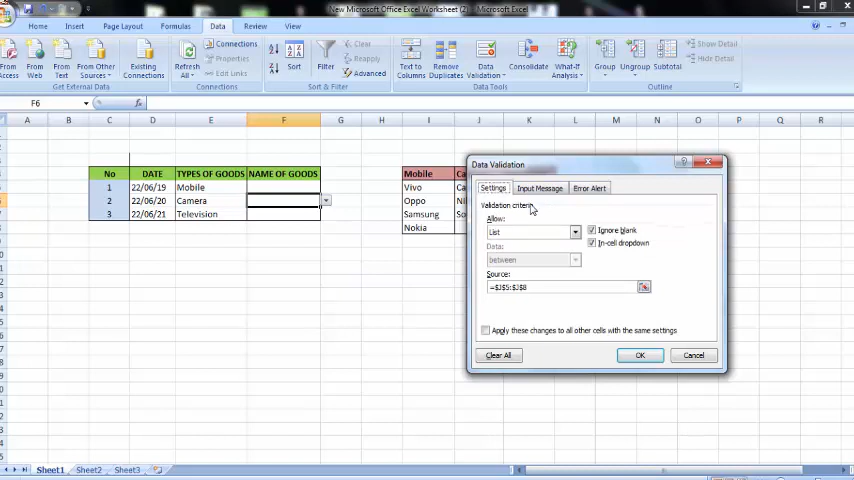 New Microsoft Office Excel Worksheet (2) - Microsoft Excel
Home Insert Page Layout Formulas Data Review View
From Access
From Web
From Text
From Other Sources
Existing Connections
Get External Data
Refresh All
Connections
Properties
Edit Links
Connections
Sort
Filter
Clear
Reapply
Advanced
Sort & Filter
Text to Columns
Remove Duplicates
Data Validation
Consolidate
What-If Analysis
Data Tools
Group
Ungroup
Subtotal
Show Detail
Hide Detail
Outline
F6 fx
A B C D E F G H I J K L M N O P Q R
No DATE TYPES OF GOODS NAME OF GOODS
1 22/06/19 Mobile
2 22/06/20 Camera
3 22/06/21 Television
Mobile
Vivo
Oppo
Samsung
Nokia
Data Validation
Settings Input Message Error Alert
Validation criteria
Allow:
List
Ignore blank
In-cell dropdown
Data:
between
Source:
=$J$5:$J$8
Apply these changes to all other cells with the same settings
Clear All OK Cancel
Sheet1 Sheet2 Sheet3